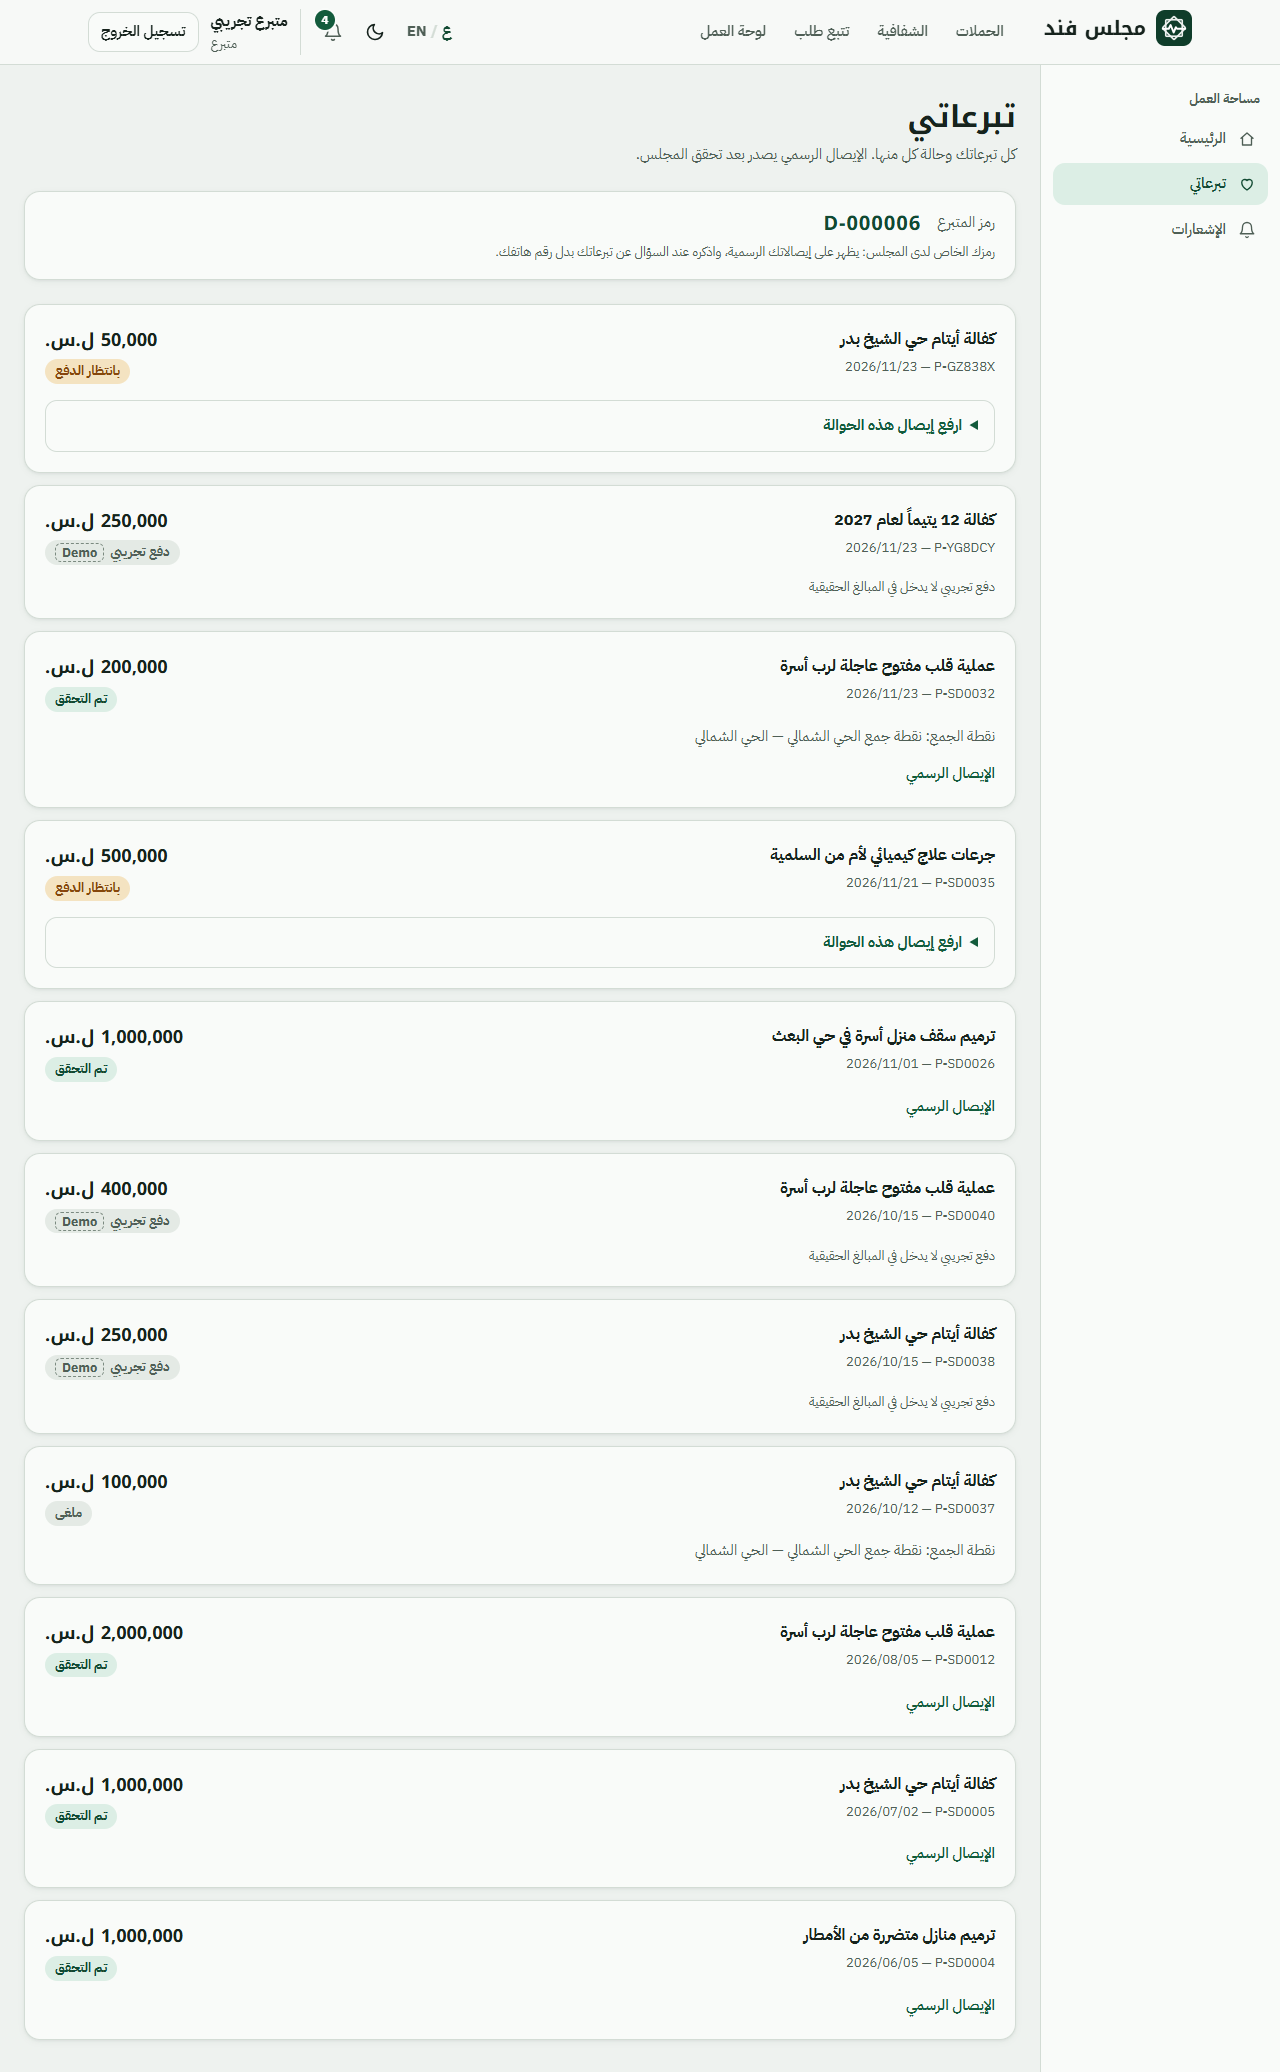 مجلس فند
الحملات
الشفافية
تتبع طلب
لوحة العمل
ع / EN
4
متبرع تجريبي
متبرع
تسجيل الخروج
مساحة العمل
الرئيسية
تبرعاتي
الإشعارات
تبرعاتي
كل تبرعاتك وحالة كل منها. الإيصال الرسمي يصدر بعد تحقق المجلس.
رمز المتبرع D-000006
رمزك الخاص لدى المجلس: يظهر على إيصالاتك الرسمية، واذكره عند السؤال عن تبرعاتك بدل رقم هاتفك.
كفالة أيتام حي الشيخ بدر
50,000 ل.س.
P-GZ838X — 2026/11/23
بانتظار الدفع
ارفع إيصال هذه الحوالة
كفالة 12 يتيماً لعام 2027
250,000 ل.س.
P-YG8DCY — 2026/11/23
دفع تجريبي Demo
دفع تجريبي لا يدخل في المبالغ الحقيقية
عملية قلب مفتوح عاجلة لرب أسرة
200,000 ل.س.
P-SD0032 — 2026/11/23
تم التحقق
نقطة الجمع: نقطة جمع الحي الشمالي — الحي الشمالي
الإيصال الرسمي
جرعات علاج كيميائي لأم من السلمية
500,000 ل.س.
P-SD0035 — 2026/11/21
بانتظار الدفع
ارفع إيصال هذه الحوالة
ترميم سقف منزل أسرة في حي البعث
1,000,000 ل.س.
P-SD0026 — 2026/11/01
تم التحقق
الإيصال الرسمي
عملية قلب مفتوح عاجلة لرب أسرة
400,000 ل.س.
P-SD0040 — 2026/10/15
دفع تجريبي Demo
دفع تجريبي لا يدخل في المبالغ الحقيقية
كفالة أيتام حي الشيخ بدر
250,000 ل.س.
P-SD0038 — 2026/10/15
دفع تجريبي Demo
دفع تجريبي لا يدخل في المبالغ الحقيقية
كفالة أيتام حي الشيخ بدر
100,000 ل.س.
P-SD0037 — 2026/10/12
ملغى
نقطة الجمع: نقطة جمع الحي الشمالي — الحي الشمالي
عملية قلب مفتوح عاجلة لرب أسرة
2,000,000 ل.س.
P-SD0012 — 2026/08/05
تم التحقق
الإيصال الرسمي
كفالة أيتام حي الشيخ بدر
1,000,000 ل.س.
P-SD0005 — 2026/07/02
تم التحقق
الإيصال الرسمي
ترميم منازل متضررة من الأمطار
1,000,000 ل.س.
P-SD0004 — 2026/06/05
تم التحقق
الإيصال الرسمي